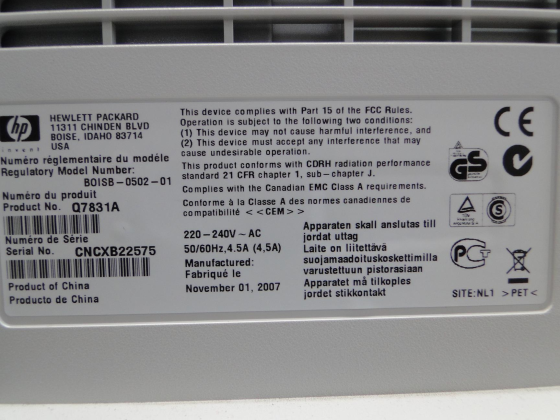 hp
invent
HEWLETT PACKARD
11311 CHINDEN BLVD
BOISE, IDAHO 83714
USA
Numéro réglementaire du modèle
Regulatory Model Number:
BOISB-0502-01
Numéro du produit
Product No. Q7831A
Numéro de Série
Serial No. CNCXB22575
Product of China
Producto de China
This device complies with Part 15 of the FCC Rules.
Operation is subject to the following two conditions:
(1) This device may not cause harmful interference, and
(2) This device must accept any interference that may
cause undesirable operation.
This product conforms with CDRH radiation performance
standard 21 CFR chapter 1, sub-chapter J.
Complies with the Canadian EMC Class A requirements.
Conforme à la Class A des normes canadiennes de
compatibilité <<CEM>>
220-240V ~ AC
50/60Hz, 4.5A (4,5A)
Manufactured:
Fabriqué le
November 01, 2007
Apparaten skall anslutas till
jordat uttag
Laite on liitettävä
suojamaadoituskoskettimilla
varustettuun pistorasiaan
Apparatet må tilkoples
jordet stikkontakt
CE
GS
S
SITE:NL1 >PET<